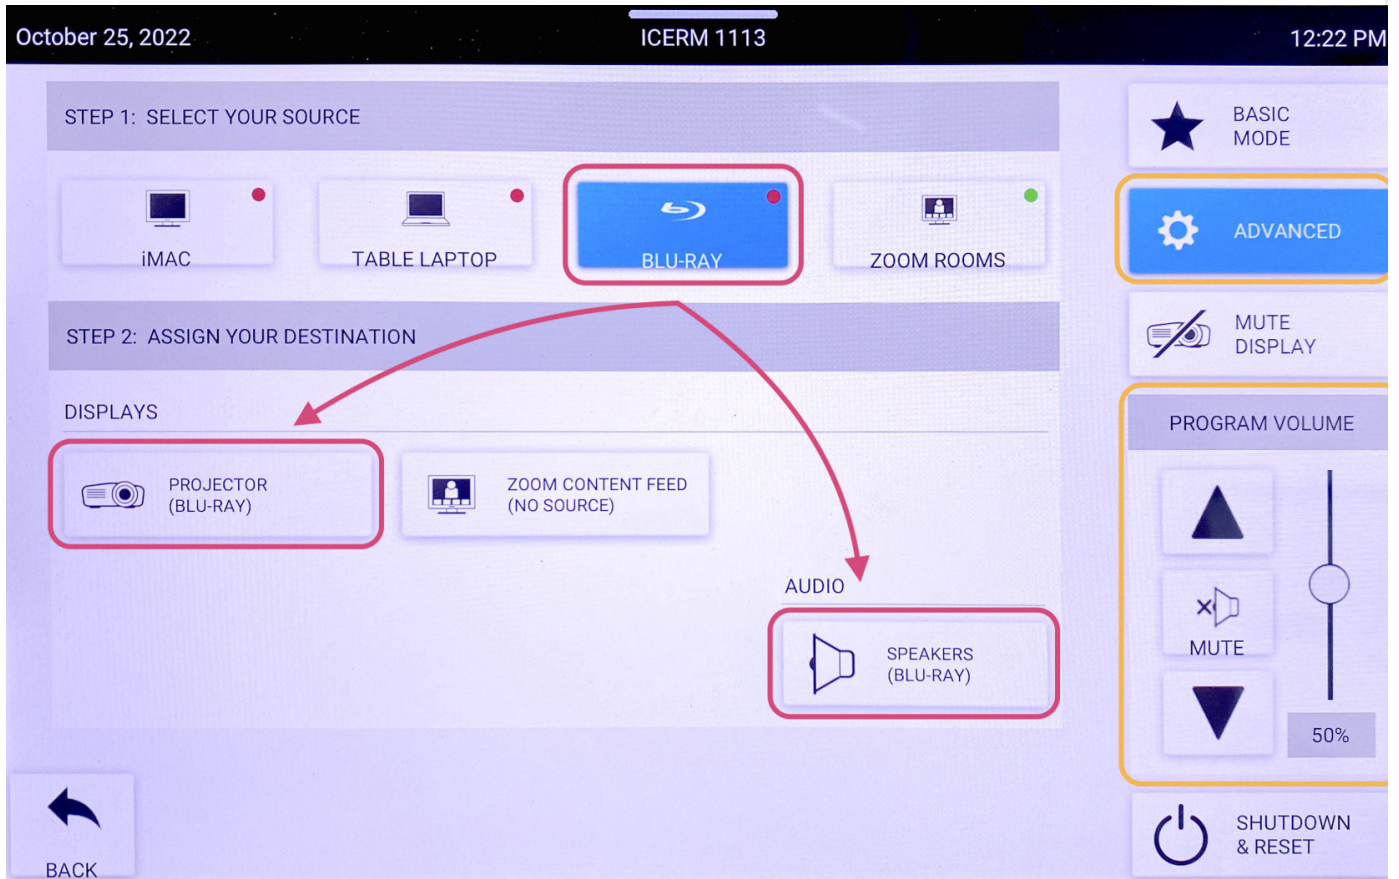 October 25, 2022
ICERM 1113
12:22 PM
STEP 1: SELECT YOUR SOURCE
iMAC
TABLE LAPTOP
BLU-RAY
ZOOM ROOMS
STEP 2: ASSIGN YOUR DESTINATION
DISPLAYS
PROJECTOR
(BLU-RAY)
ZOOM CONTENT FEED
(NO SOURCE)
AUDIO
SPEAKERS
(BLU-RAY)
BACK
BASIC
MODE
ADVANCED
MUTE
DISPLAY
PROGRAM VOLUME
MUTE
50%
SHUTDOWN
& RESET